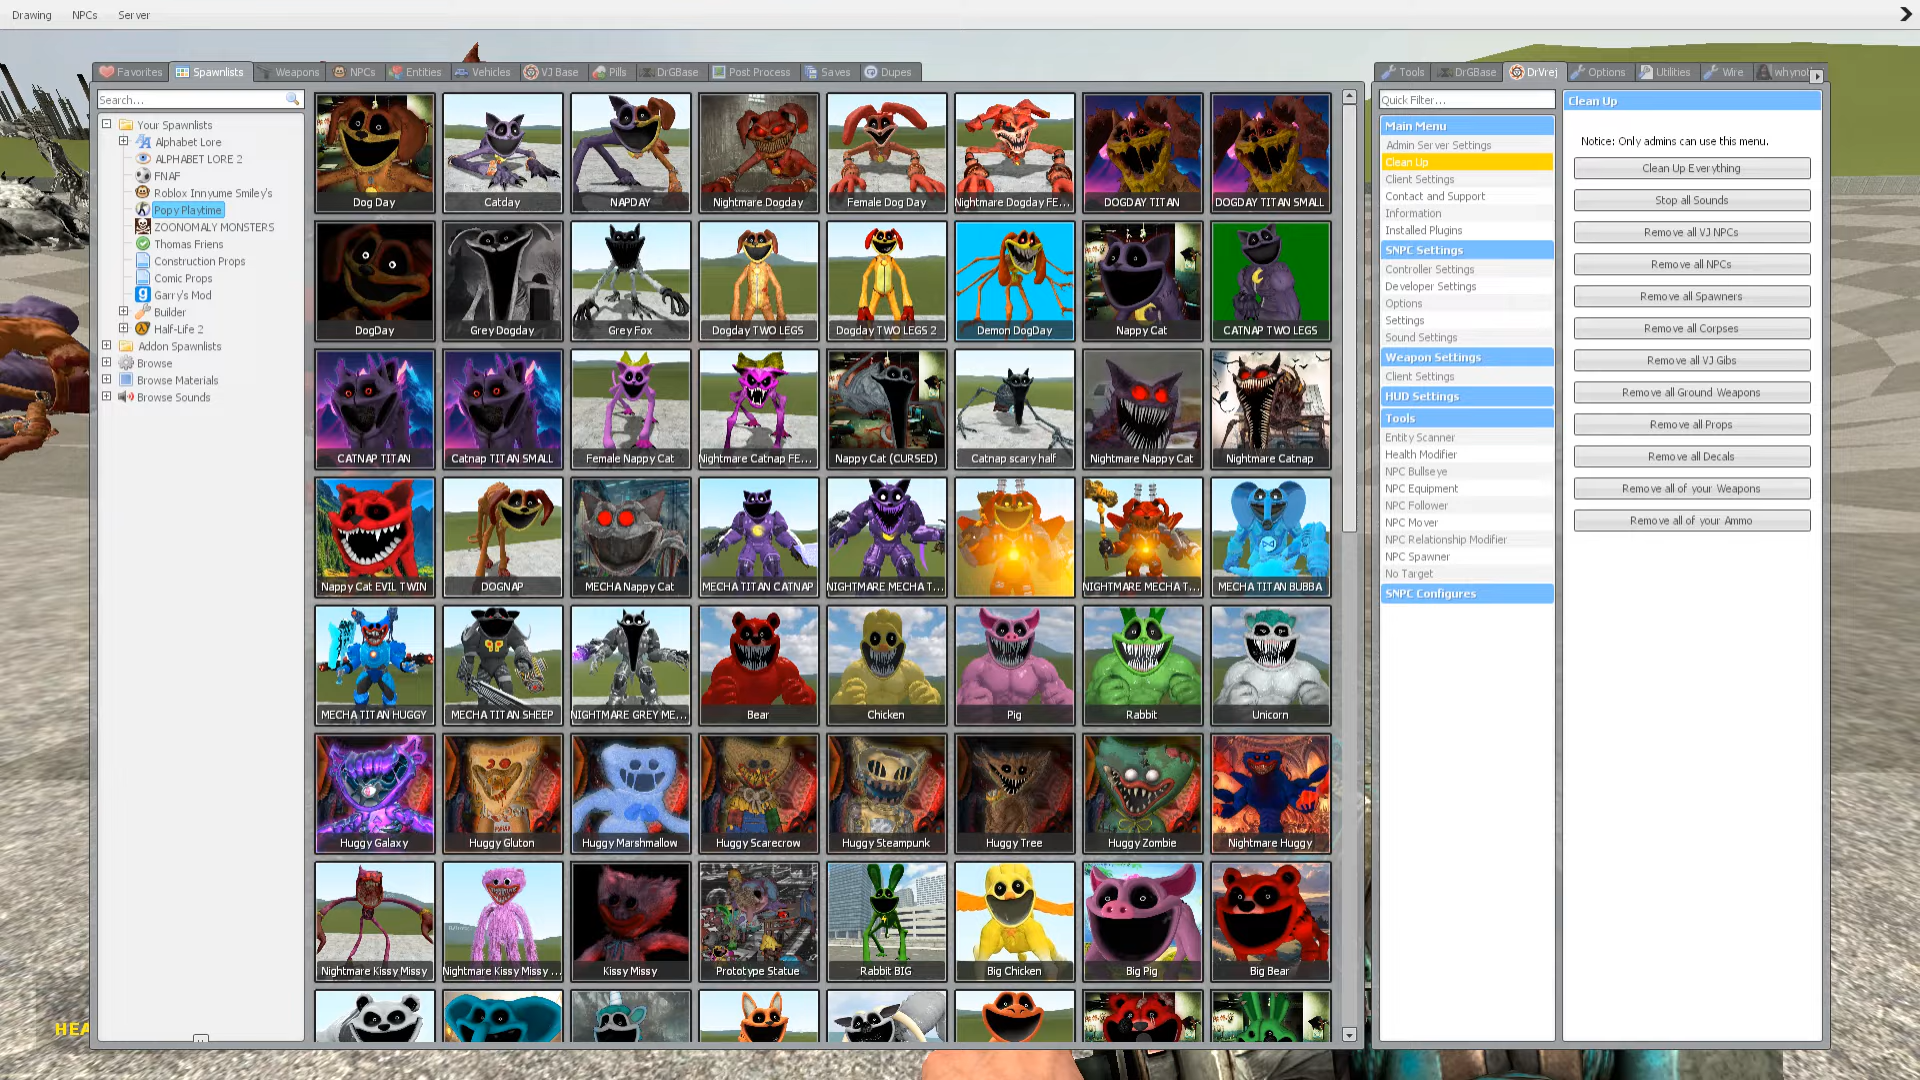 Drawing NPCs Server
Favorites Spawnlists Weapons NPCs Entities Vehicles VJ Base Pills DrGBase Post Process Saves Dupes
Tools DrGBase DrVrej Options Utilities Wire whynot
Search...
Your Spawnlists
Alphabet Lore
ALPHABET LORE 2
FNAF
Roblox Innyume Smiley's
Popy Playtime
ZOONOMALY MONSTERS
Thomas Friens
Construction Props
Comic Props
Garry's Mod
Builder
Half-Life 2
Addon Spawnlists
Browse
Browse Materials
Browse Sounds
Dog Day Catday NAPDAY Nightmare Dogday Female Dog Day Nightmare Dogday FE... DOGDAY TITAN DOGDAY TITAN SMALL
DogDay Grey Dogday Grey Fox Dogday TWO LEGS Dogday TWO LEGS 2 Demon DogDay Nappy Cat CATNAP TWO LEGS
CATNAP TITAN Catnap TITAN SMALL Female Nappy Cat Nightmare Catnap FE... Nappy Cat (CURSED) Catnap scary half Nightmare Nappy Cat Nightmare Catnap
Nappy Cat EVIL TWIN DOGNAP MECHA Nappy Cat MECHA TITAN CATNAP NIGHTMARE MECHA T... NIGHTMARE MECHA T... MECHA TITAN BUBBA
MECHA TITAN HUGGY MECHA TITAN SHEEP NIGHTMARE GREY ME... Bear Chicken Pig Rabbit Unicorn
Huggy Galaxy Huggy Gluton Huggy Marshmallow Huggy Scarecrow Huggy Steampunk Huggy Tree Huggy Zombie Nightmare Huggy
Nightmare Kissy Missy Nightmare Kissy Missy ... Kissy Missy Prototype Statue Rabbit BIG Big Chicken Big Pig Big Bear
Quick Filter...
Main Menu
Admin Server Settings
Clean Up
Client Settings
Contact and Support
Information
Installed Plugins
SNPC Settings
Controller Settings
Developer Settings
Options
Settings
Sound Settings
Weapon Settings
Client Settings
HUD Settings
Tools
Entity Scanner
Health Modifier
NPC Bullseye
NPC Equipment
NPC Follower
NPC Mover
NPC Relationship Modifier
NPC Spawner
No Target
SNPC Configures
Clean Up
Notice: Only admins can use this menu.
Clean Up Everything
Stop all Sounds
Remove all VJ NPCs
Remove all NPCs
Remove all Spawners
Remove all Corpses
Remove all VJ Gibs
Remove all Ground Weapons
Remove all Props
Remove all Decals
Remove all of your Weapons
Remove all of your Ammo
HEA